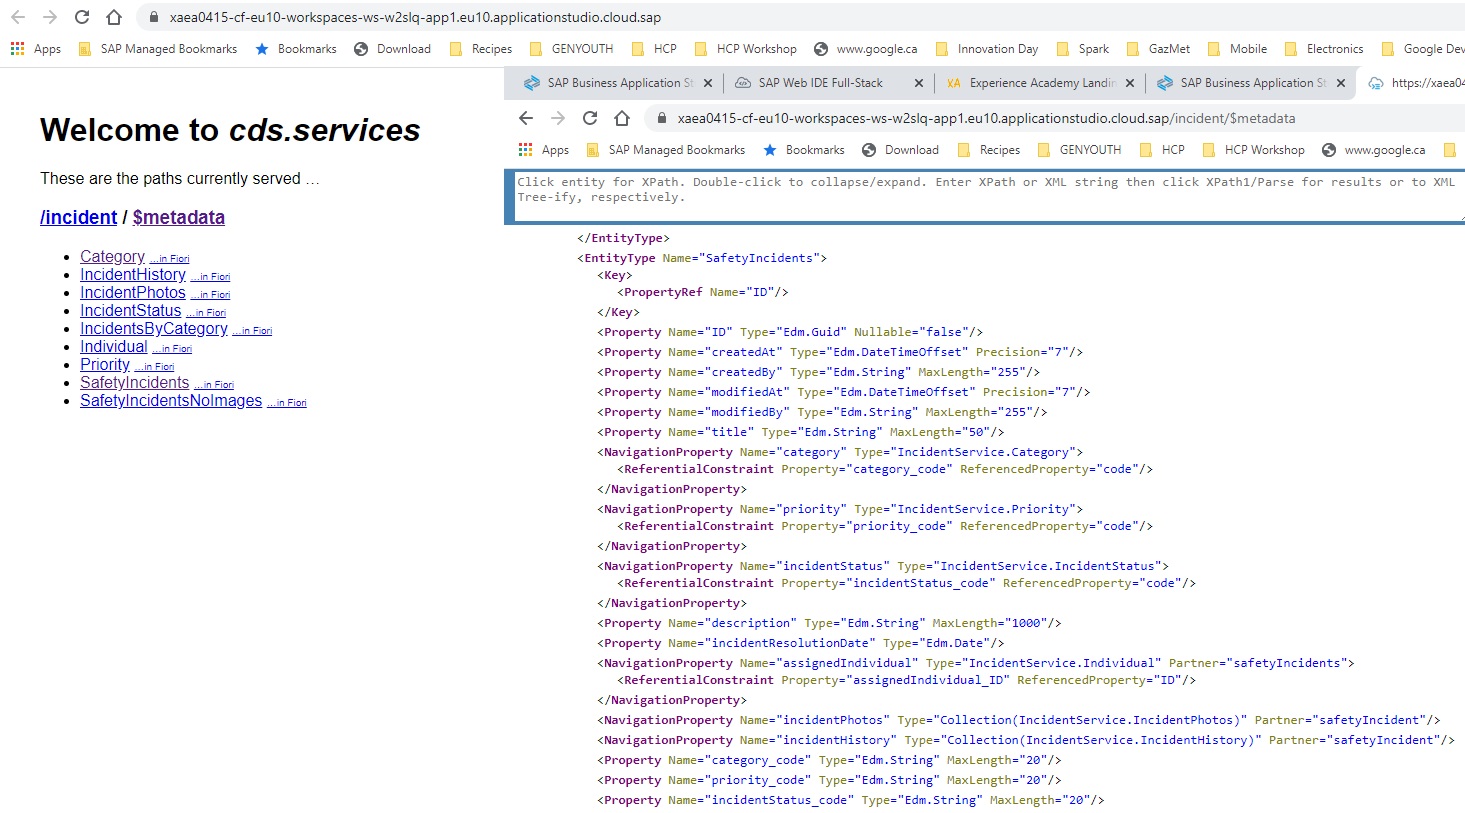 xaea0415-cf-eu10-workspaces-ws-w2slq-app1.eu10.applicationstudio.cloud.sap
Apps SAP Managed Bookmarks Bookmarks Download Recipes GENYOUTH HCP HCP Workshop www.google.ca Innovation Day Spark GazMet Mobile Electronics Google Dev
Welcome to cds.services
These are the paths currently served …
/incident / $metadata
Category ...in Fiori
IncidentHistory ...in Fiori
IncidentPhotos ...in Fiori
IncidentStatus ...in Fiori
IncidentsByCategory ...in Fiori
Individual ...in Fiori
Priority ...in Fiori
SafetyIncidents ...in Fiori
SafetyIncidentsNoImages ...in Fiori
SAP Business Application St SAP Web IDE Full-Stack XA Experience Academy Landin SAP Business Application St https://xaea04
xaea0415-cf-eu10-workspaces-ws-w2slq-app1.eu10.applicationstudio.cloud.sap/incident/$metadata
Apps SAP Managed Bookmarks Bookmarks Download Recipes GENYOUTH HCP HCP Workshop www.google.ca
Click entity for XPath. Double-click to collapse/expand. Enter XPath or XML string then click XPath1/Parse for results or to XML
Tree-ify, respectively.
</EntityType>
<EntityType Name="SafetyIncidents">
<Key>
<PropertyRef Name="ID"/>
</Key>
<Property Name="ID" Type="Edm.Guid" Nullable="false"/>
<Property Name="createdAt" Type="Edm.DateTimeOffset" Precision="7"/>
<Property Name="createdBy" Type="Edm.String" MaxLength="255"/>
<Property Name="modifiedAt" Type="Edm.DateTimeOffset" Precision="7"/>
<Property Name="modifiedBy" Type="Edm.String" MaxLength="255"/>
<Property Name="title" Type="Edm.String" MaxLength="50"/>
<NavigationProperty Name="category" Type="IncidentService.Category">
<ReferentialConstraint Property="category_code" ReferencedProperty="code"/>
</NavigationProperty>
<NavigationProperty Name="priority" Type="IncidentService.Priority">
<ReferentialConstraint Property="priority_code" ReferencedProperty="code"/>
</NavigationProperty>
<NavigationProperty Name="incidentStatus" Type="IncidentService.IncidentStatus">
<ReferentialConstraint Property="incidentStatus_code" ReferencedProperty="code"/>
</NavigationProperty>
<Property Name="description" Type="Edm.String" MaxLength="1000"/>
<Property Name="incidentResolutionDate" Type="Edm.Date"/>
<NavigationProperty Name="assignedIndividual" Type="IncidentService.Individual" Partner="safetyIncidents">
<ReferentialConstraint Property="assignedIndividual_ID" ReferencedProperty="ID"/>
</NavigationProperty>
<NavigationProperty Name="incidentPhotos" Type="Collection(IncidentService.IncidentPhotos)" Partner="safetyIncident"/>
<NavigationProperty Name="incidentHistory" Type="Collection(IncidentService.IncidentHistory)" Partner="safetyIncident"/>
<Property Name="category_code" Type="Edm.String" MaxLength="20"/>
<Property Name="priority_code" Type="Edm.String" MaxLength="20"/>
<Property Name="incidentStatus_code" Type="Edm.String" MaxLength="20"/>